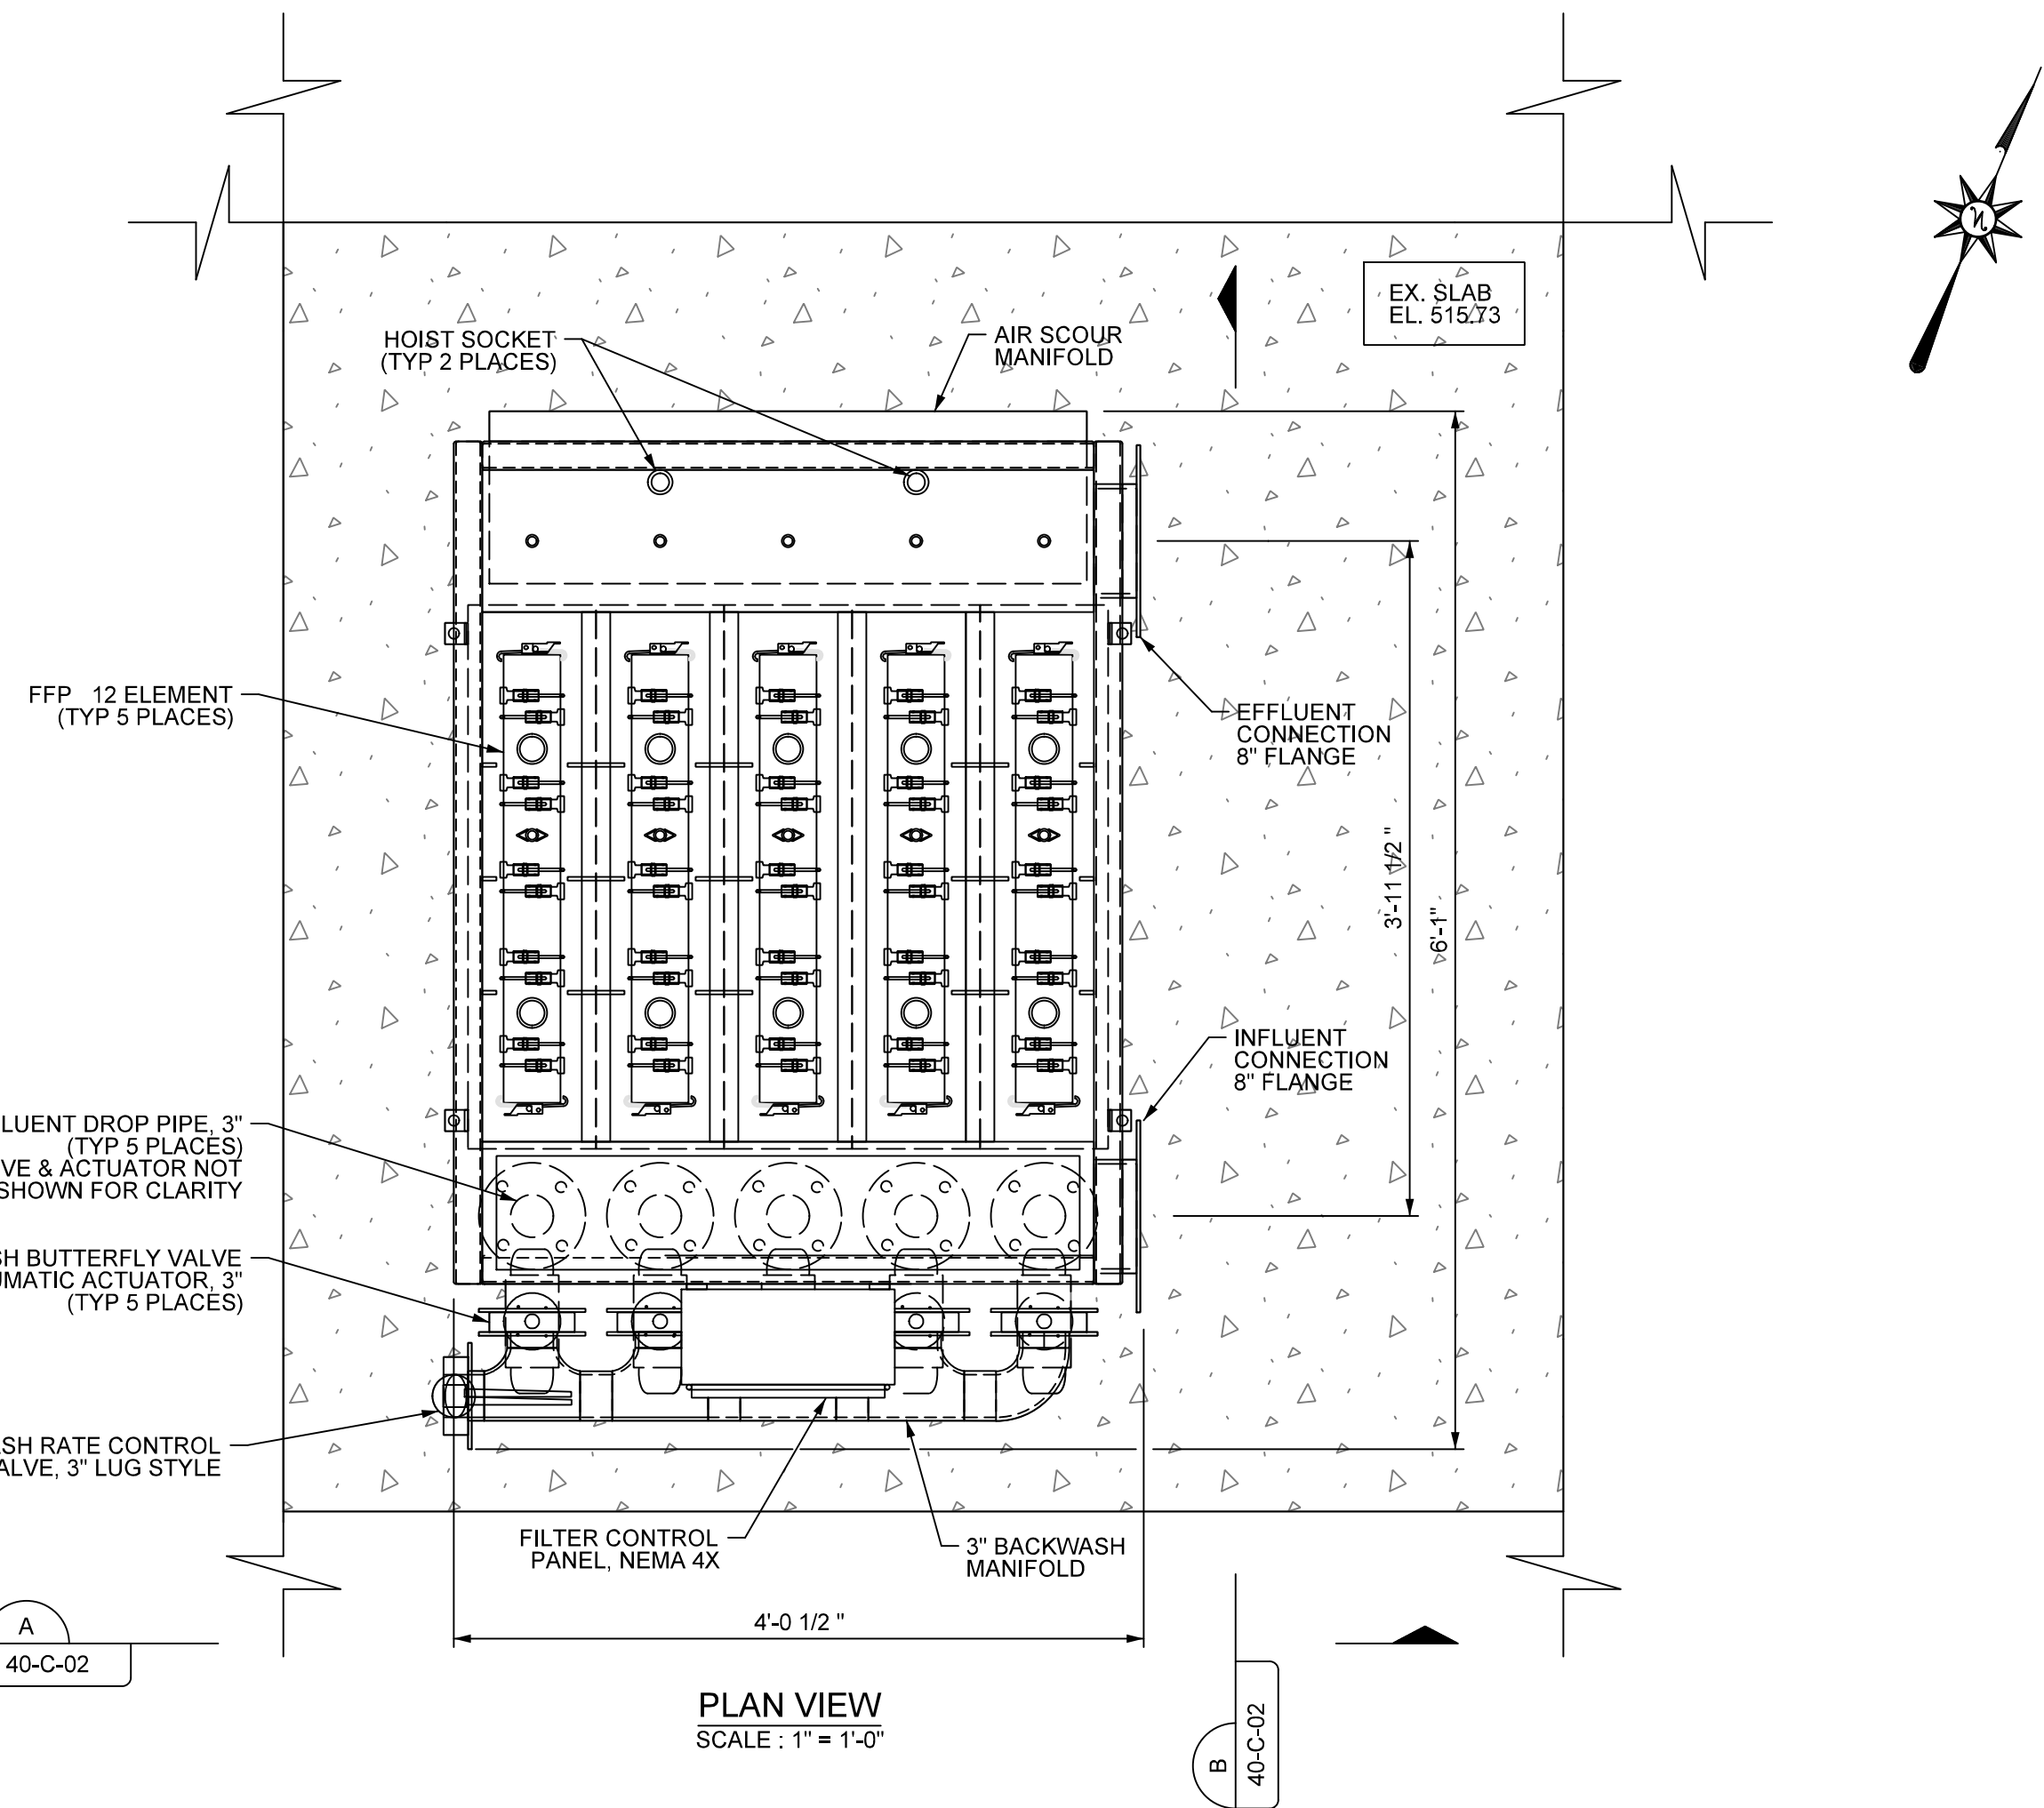 N
EX. SLAB
EL. 515.73
HOIST SOCKET
(TYP 2 PLACES)
AIR SCOUR
MANIFOLD
FFP 12 ELEMENT
(TYP 5 PLACES)
EFFLUENT
CONNECTION
8" FLANGE
3'-11 1/2 "
6'-1"
INFLUENT
CONNECTION
8" FLANGE
LUENT DROP PIPE, 3"
(TYP 5 PLACES)
VE & ACTUATOR NOT
SHOWN FOR CLARITY
SH BUTTERFLY VALVE
UMATIC ACTUATOR, 3"
(TYP 5 PLACES)
ASH RATE CONTROL
ALVE, 3" LUG STYLE
FILTER CONTROL
PANEL, NEMA 4X
3" BACKWASH
MANIFOLD
4'-0 1/2 "
A
40-C-02
PLAN VIEW
SCALE : 1" = 1'-0"
B
40-C-02